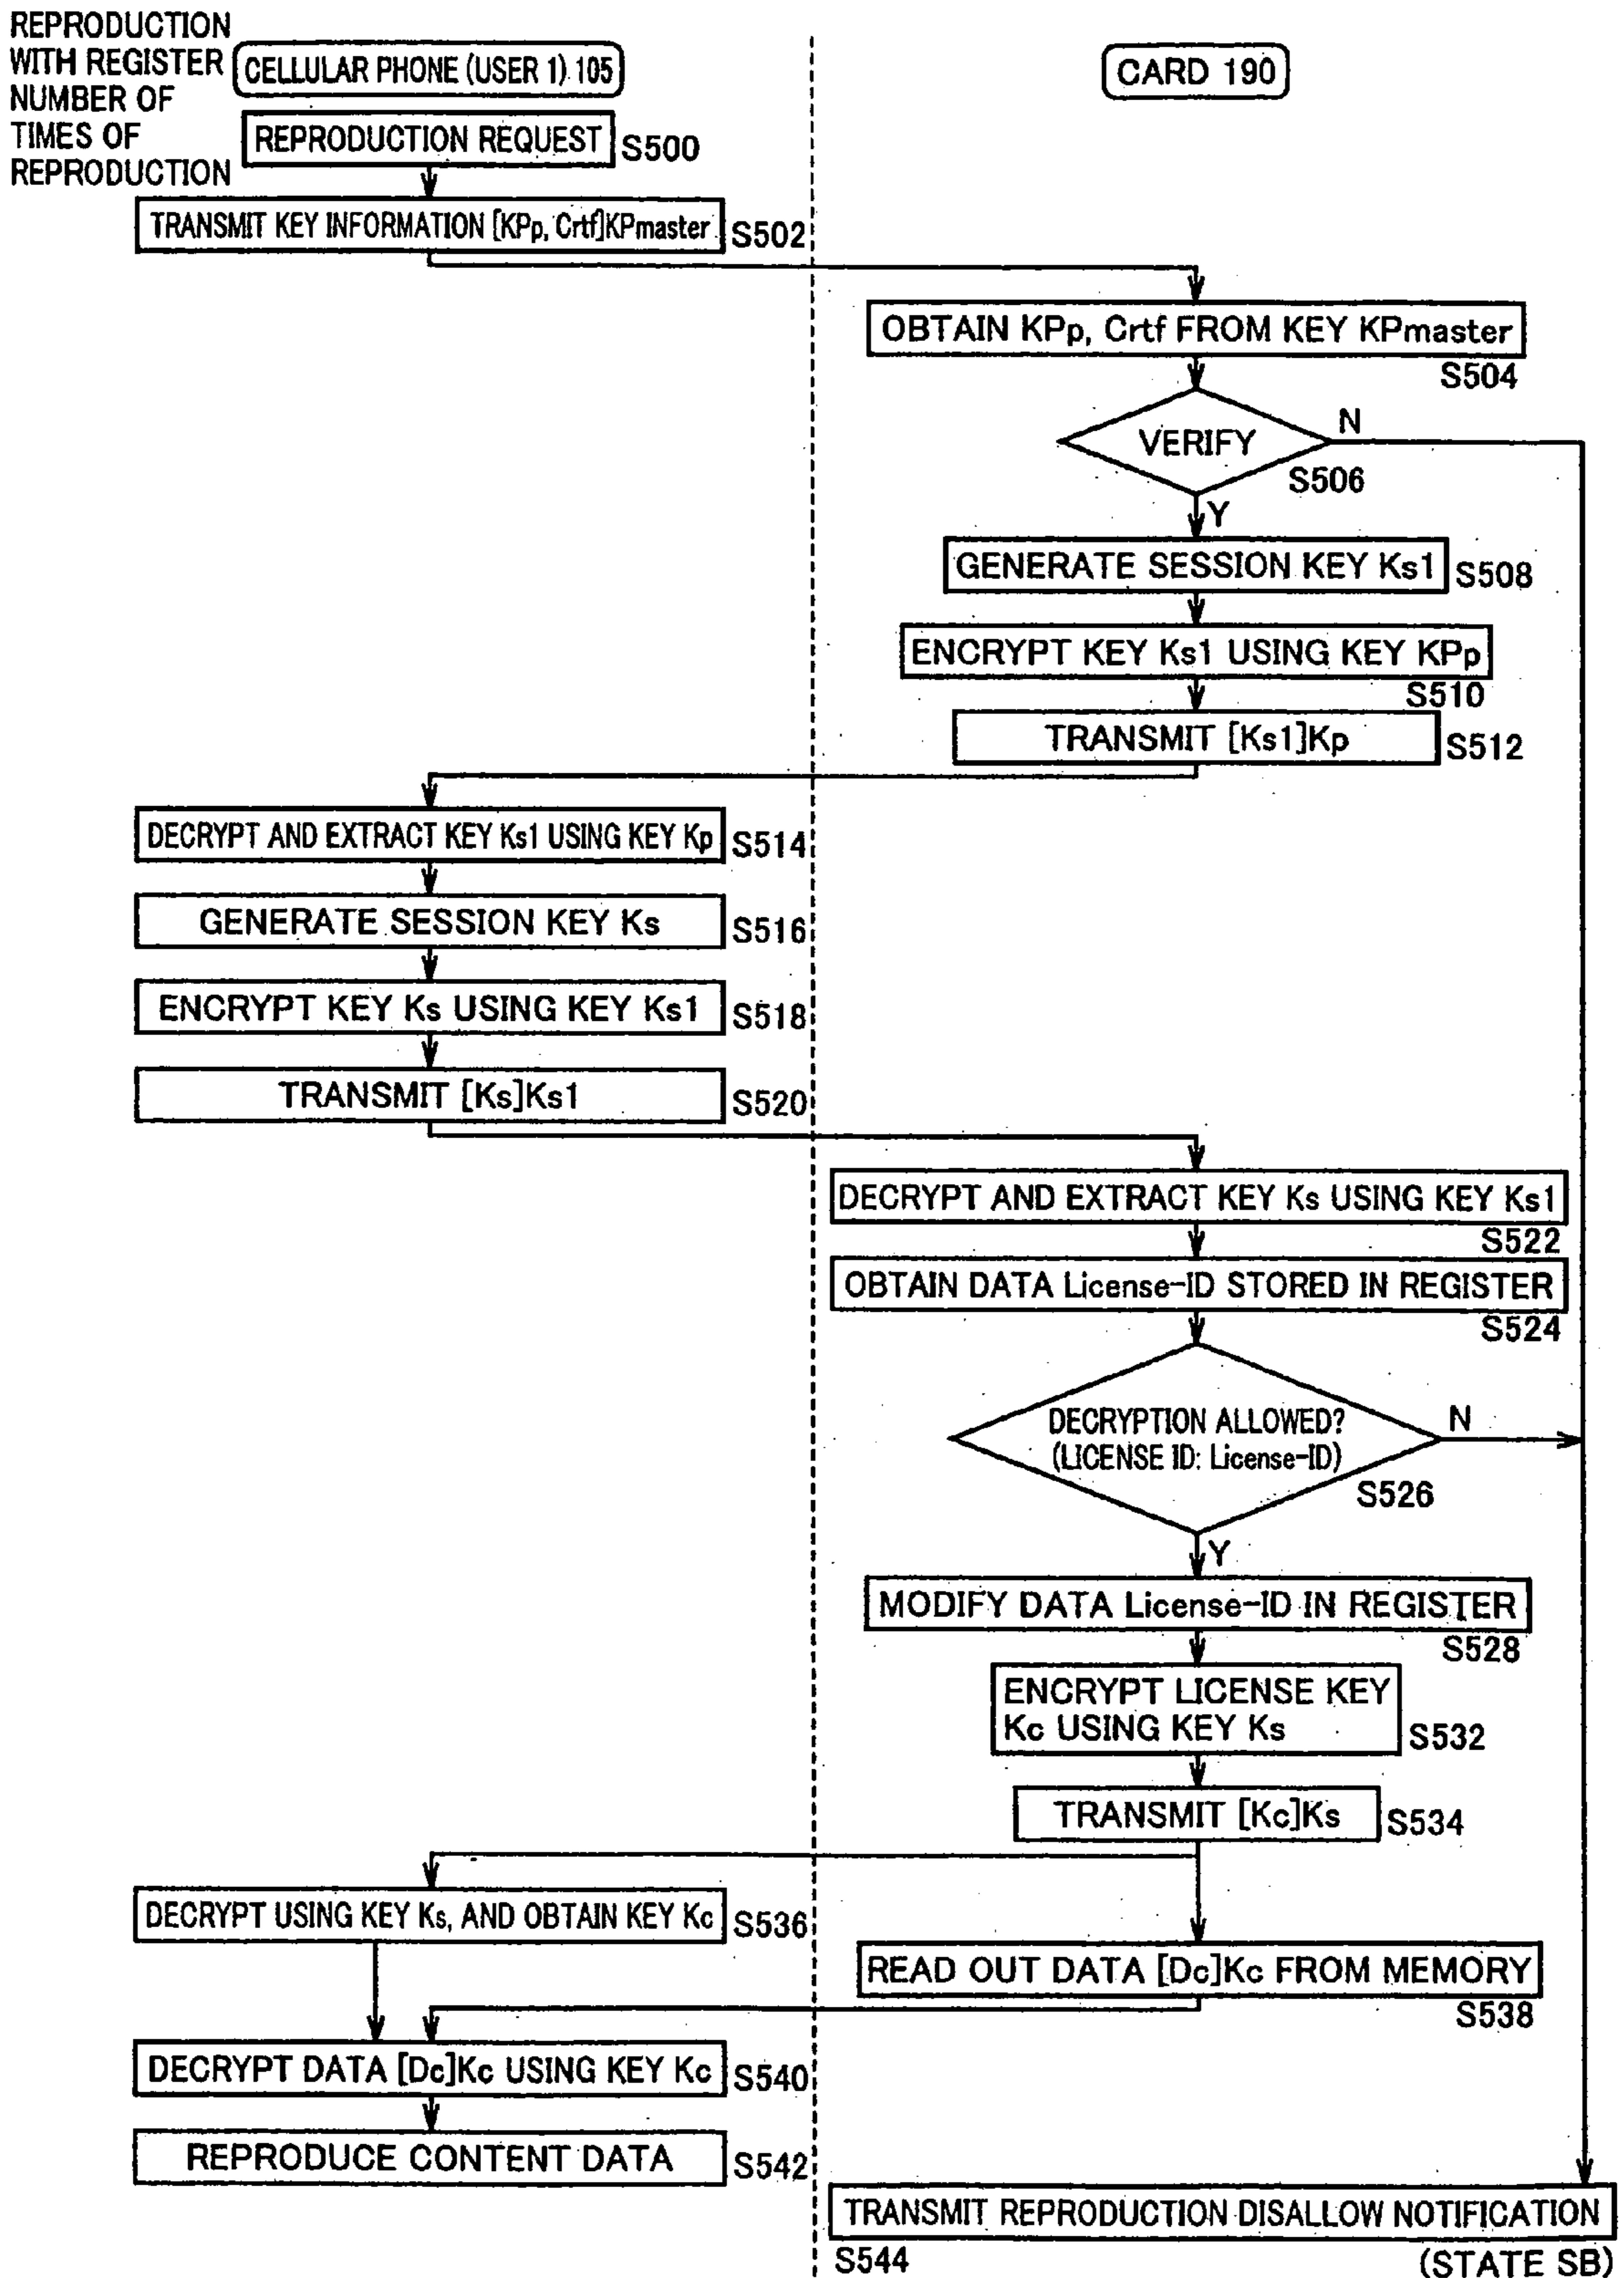 REPRODUCTION
WITH REGISTER
NUMBER OF
TIMES OF
REPRODUCTION
CELLULAR PHONE (USER 1) 105
CARD 190
REPRODUCTION REQUEST
S500
TRANSMIT KEY INFORMATION [KPp, Crtf]KPmaster
S502
OBTAIN KPp, Crtf FROM KEY KPmaster
S504
VERIFY
N
S506
Y
GENERATE SESSION KEY Ks1
S508
ENCRYPT KEY Ks1 USING KEY KPp
S510
TRANSMIT [Ks1]Kp
S512
DECRYPT AND EXTRACT KEY Ks1 USING KEY Kp
S514
GENERATE SESSION KEY Ks
S516
ENCRYPT KEY Ks USING KEY Ks1
S518
TRANSMIT [Ks]Ks1
S520
DECRYPT AND EXTRACT KEY Ks USING KEY Ks1
S522
OBTAIN DATA License-ID STORED IN REGISTER
S524
DECRYPTION ALLOWED?
(LICENSE ID: License-ID)
N
S526
Y
MODIFY DATA License-ID IN REGISTER
S528
ENCRYPT LICENSE KEY
Kc USING KEY Ks
S532
TRANSMIT [Kc]Ks
S534
DECRYPT USING KEY Ks, AND OBTAIN KEY Kc
S536
READ OUT DATA [Dc]Kc FROM MEMORY
S538
DECRYPT DATA [Dc]Kc USING KEY Kc
S540
REPRODUCE CONTENT DATA
S542
TRANSMIT REPRODUCTION DISALLOW NOTIFICATION
S544
(STATE SB)